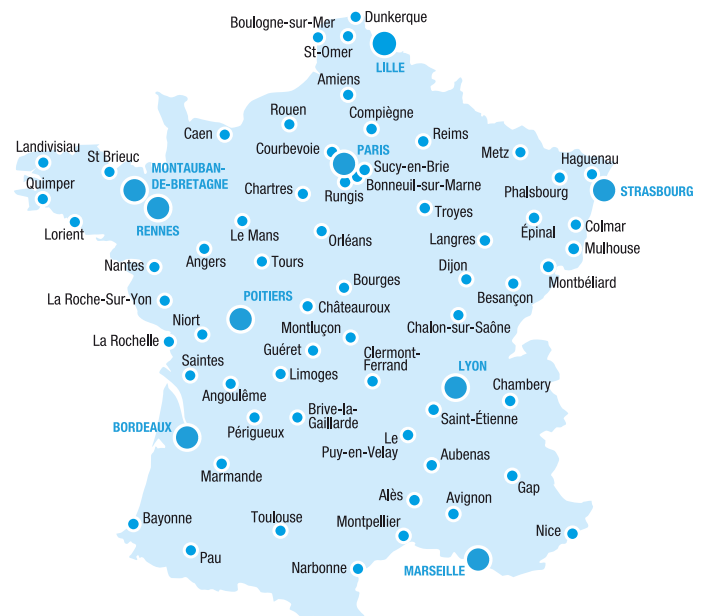 Dunkerque
Boulogne-sur-Mer
St-Omer
LILLE
Amiens
Rouen
Compiègne
Caen
Reims
Courbevoie
PARIS
Metz
Landivisiau
St Brieuc
Haguenau
MONTAUBAN-
DE-BRETAGNE
Sucy-en-Brie
Quimper
Chartres
Rungis
Bonneuil-sur-Marne
Phalsbourg
STRASBOURG
Lorient
RENNES
Troyes
Le Mans
Orléans
Langres
Épinal
Colmar
Mulhouse
Nantes
Angers
Tours
Dijon
Montbéliard
Bourges
Besançon
La Roche-Sur-Yon
POITIERS
Châteauroux
Niort
Montluçon
Chalon-sur-Saône
La Rochelle
Guéret
Clermont-
Ferrand
Saintes
Limoges
LYON
Chambery
Angoulême
Brive-la-
Gaillarde
Saint-Étienne
BORDEAUX
Périgueux
Le
Puy-en-Velay
Aubenas
Marmande
Gap
Alès
Avignon
Bayonne
Toulouse
Montpellier
Nice
Pau
Narbonne
MARSEILLE